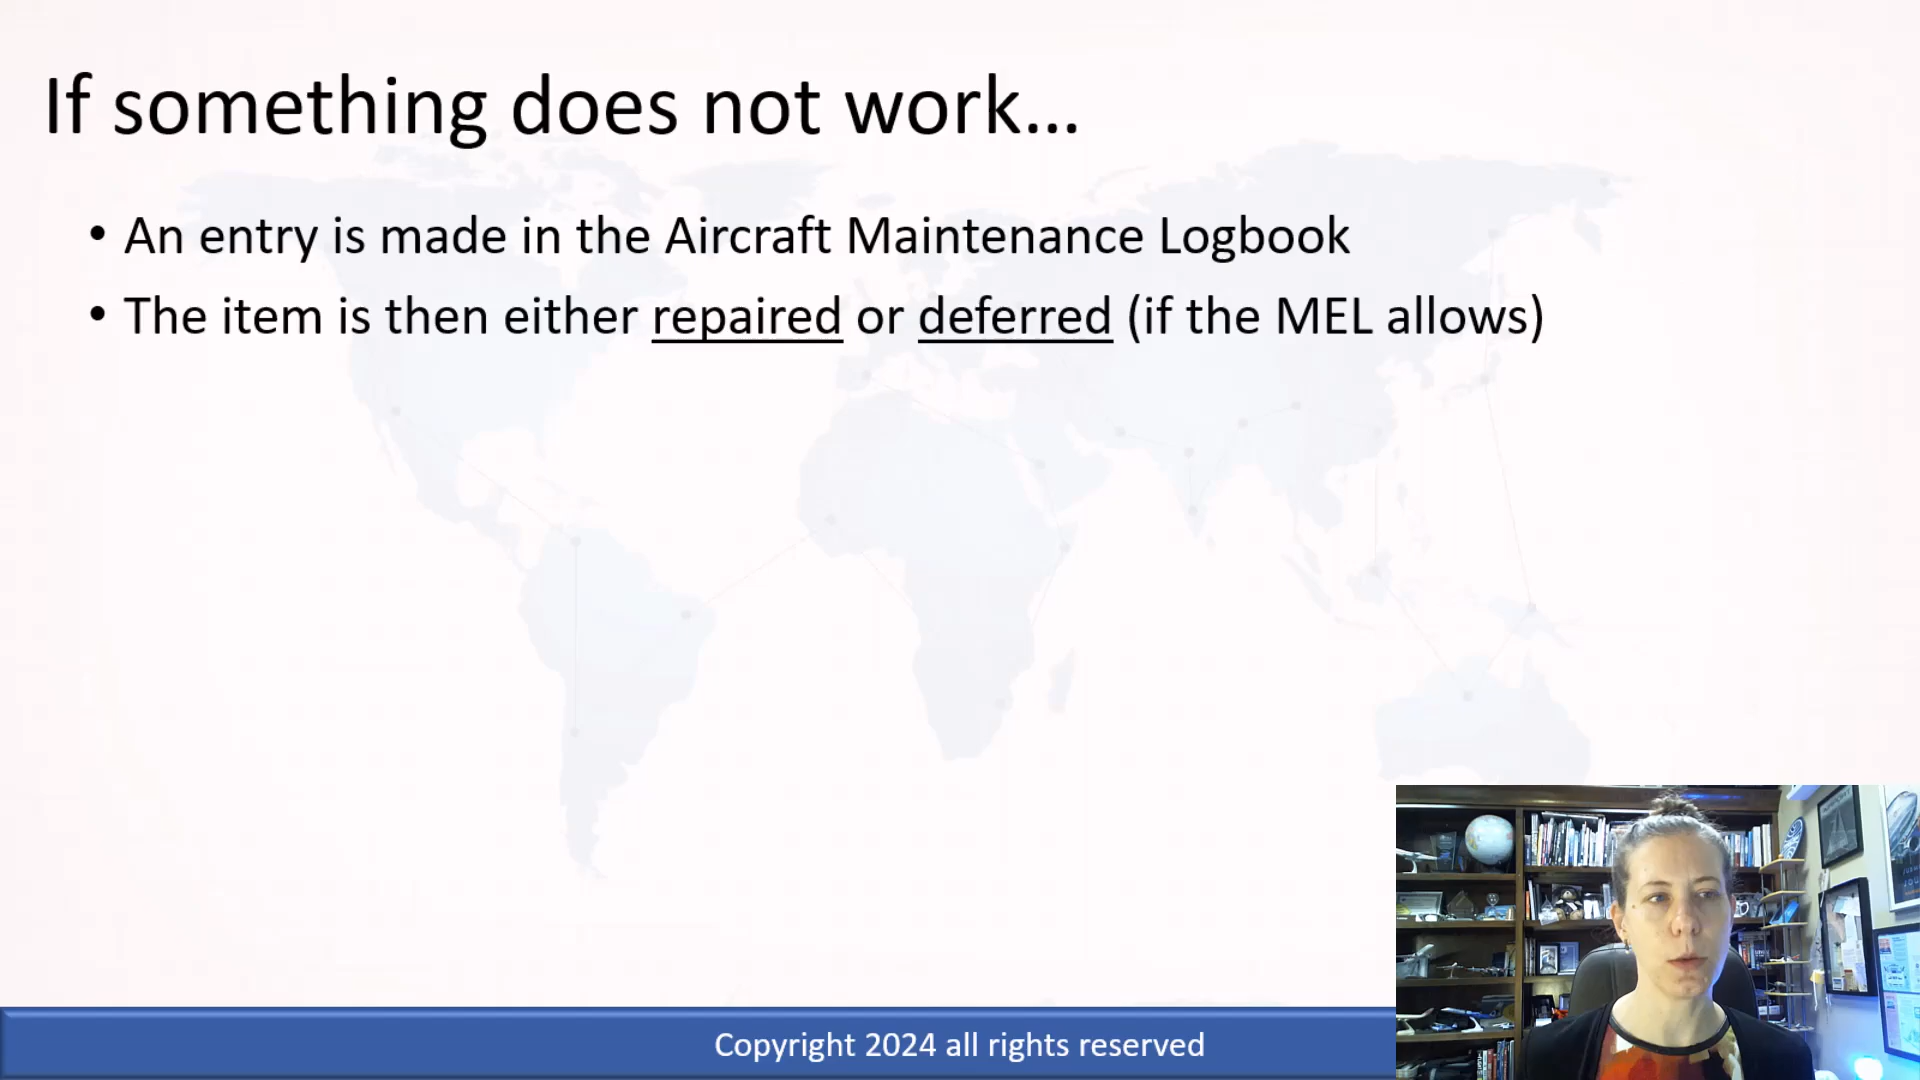 If something does not work...
• An entry is made in the Aircraft Maintenance Logbook
• The item is then either repaired or deferred (if the MEL allows)
Copyright 2024 all rights reserved